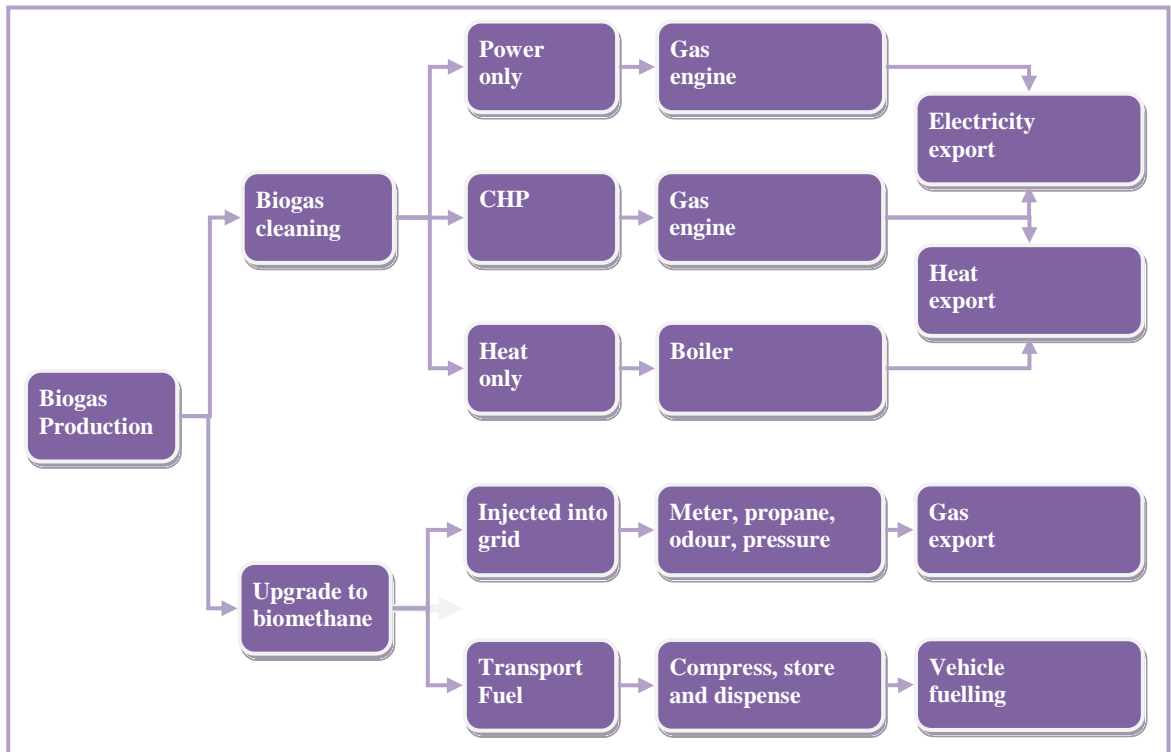 Power
only
Gas
engine
Electricity
export
Biogas
cleaning
CHP
Gas
engine
Heat
export
Heat
only
Boiler
Biogas
Production
Injected into
grid
Meter, propane,
odour, pressure
Gas
export
Upgrade to
biomethane
Transport
Fuel
Compress, store
and dispense
Vehicle
fuelling